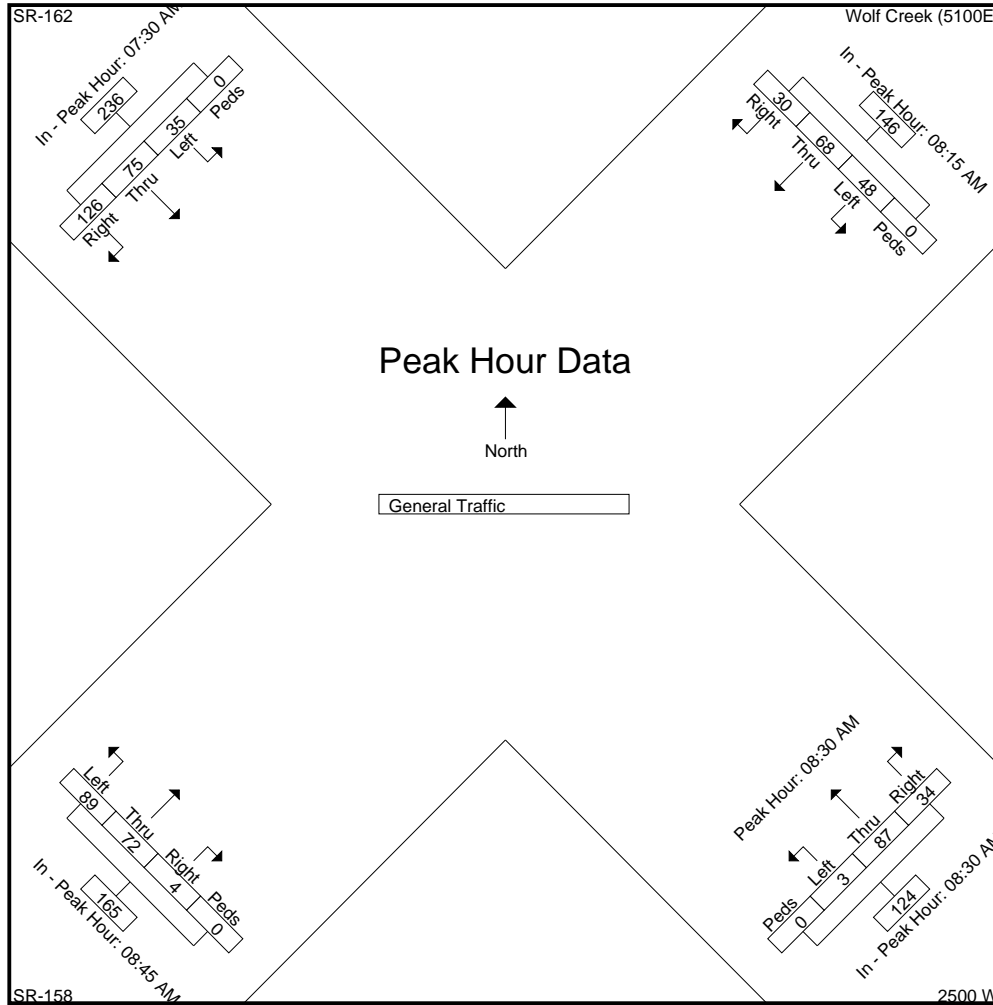 SR-162
Wolf Creek (5100E
In - Peak Hour: 07:30 AM
236
0
35
75
126
Peds
Left
Thru
Right
In - Peak Hour: 08:15 AM
146
30
68
48
0
Right
Thru
Left
Peds
Peak Hour Data
North
General Traffic
Left
Thru
Right
Peds
89
72
4
0
165
In - Peak Hour: 08:45 AM
Peak Hour: 08:30 AM
Right
Thru
Left
Peds
34
87
3
0
124
In - Peak Hour: 08:30 AM
SR-158
2500 W